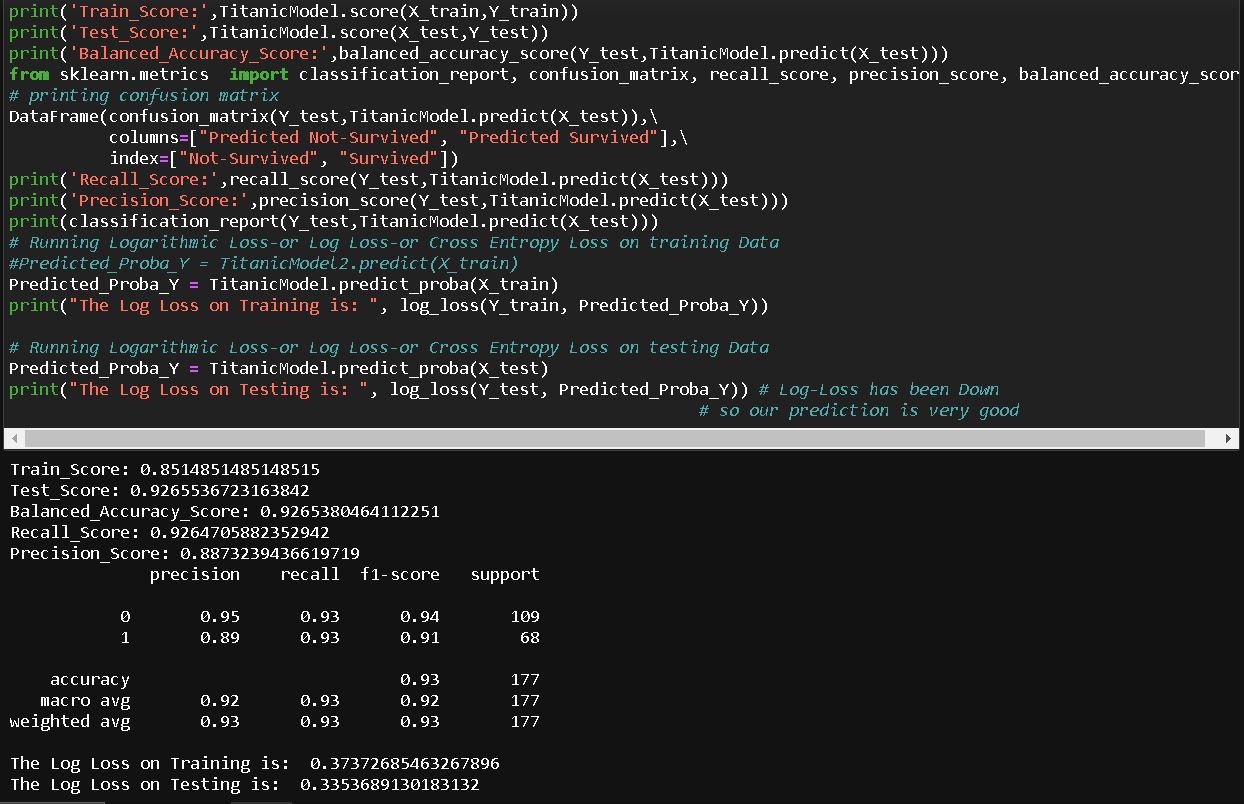 print('Train_Score:',TitanicModel.score(X_train,Y_train))
print('Test_Score:',TitanicModel.score(X_test,Y_test))
print('Balanced_Accuracy_Score:',balanced_accuracy_score(Y_test,TitanicModel.predict(X_test)))
from sklearn.metrics  import classification_report, confusion_matrix, recall_score, precision_score, balanced_accuracy_scor
# printing confusion matrix
DataFrame(confusion_matrix(Y_test,TitanicModel.predict(X_test)),\
          columns=["Predicted Not-Survived", "Predicted Survived"],\
          index=["Not-Survived", "Survived"])
print('Recall_Score:',recall_score(Y_test,TitanicModel.predict(X_test)))
print('Precision_Score:',precision_score(Y_test,TitanicModel.predict(X_test)))
print(classification_report(Y_test,TitanicModel.predict(X_test)))
# Running Logarithmic Loss-or Log Loss-or Cross Entropy Loss on training Data
#Predicted_Proba_Y = TitanicModel2.predict(X_train)
Predicted_Proba_Y = TitanicModel.predict_proba(X_train)
print("The Log Loss on Training is: ", log_loss(Y_train, Predicted_Proba_Y))
# Running Logarithmic Loss-or Log Loss-or Cross Entropy Loss on testing Data
Predicted_Proba_Y = TitanicModel.predict_proba(X_test)
print("The Log Loss on Testing is: ", log_loss(Y_test, Predicted_Proba_Y)) # Log-Loss has been Down
# so our prediction is very good
Train_Score: 0.8514851485148515
Test_Score: 0.9265536723163842
Balanced_Accuracy_Score: 0.9265380464112251
Recall_Score: 0.9264705882352942
Precision_Score: 0.8873239436619719
              precision    recall  f1-score   support
           0       0.95      0.93      0.94       109
           1       0.89      0.93      0.91        68
    accuracy                           0.93       177
   macro avg       0.92      0.93      0.92       177
weighted avg       0.93      0.93      0.93       177
The Log Loss on Training is:  0.37372685463267896
The Log Loss on Testing is:  0.3353689130183132